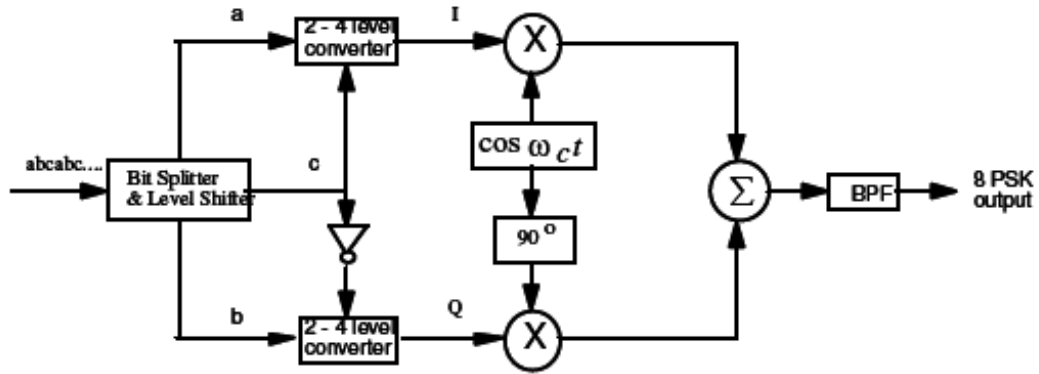 a
2 - 4 level
converter
I
X
cos ω c t
abcabc....
Bit Splitter
& Level Shifter
c
90°
Σ
BPF
8 PSK
output
b
2 - 4 level
converter
Q
X